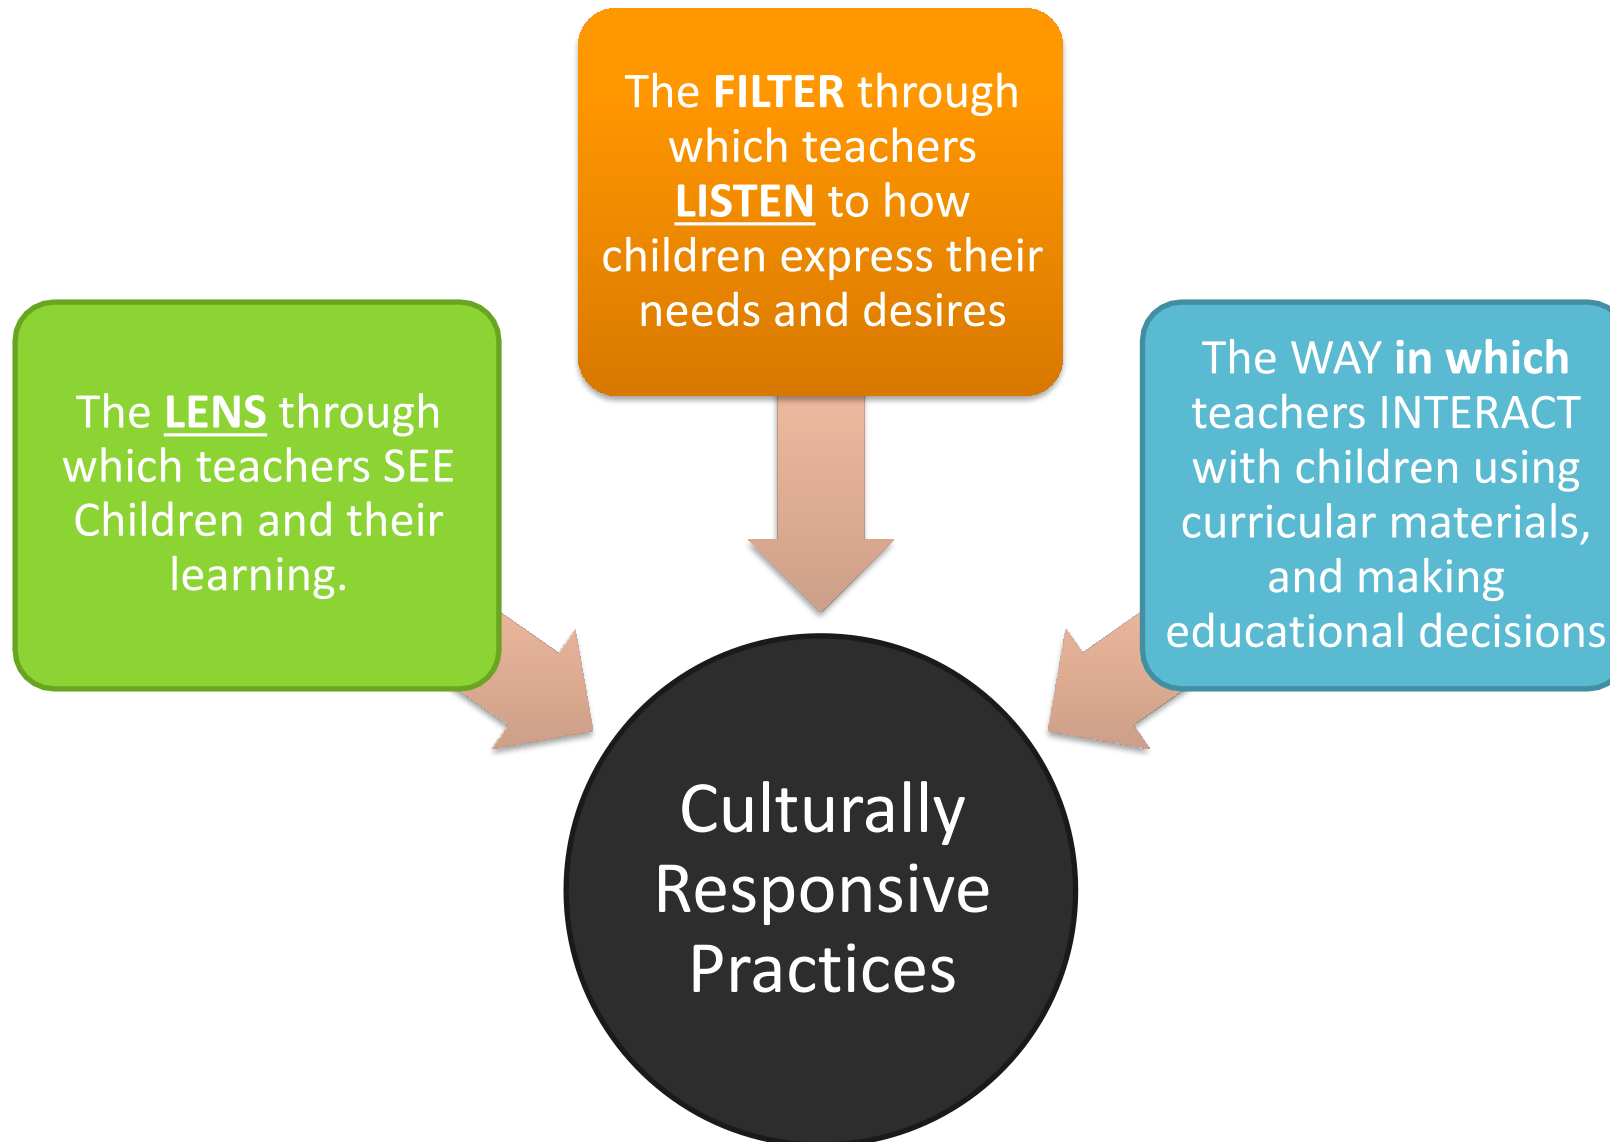 The FILTER through
which teachers
LISTEN to how
children express their
needs and desires
The LENS through
which teachers SEE
Children and their
learning.
The WAY in which
teachers INTERACT
with children using
curricular materials,
and making
educational decisions
Culturally
Responsive
Practices